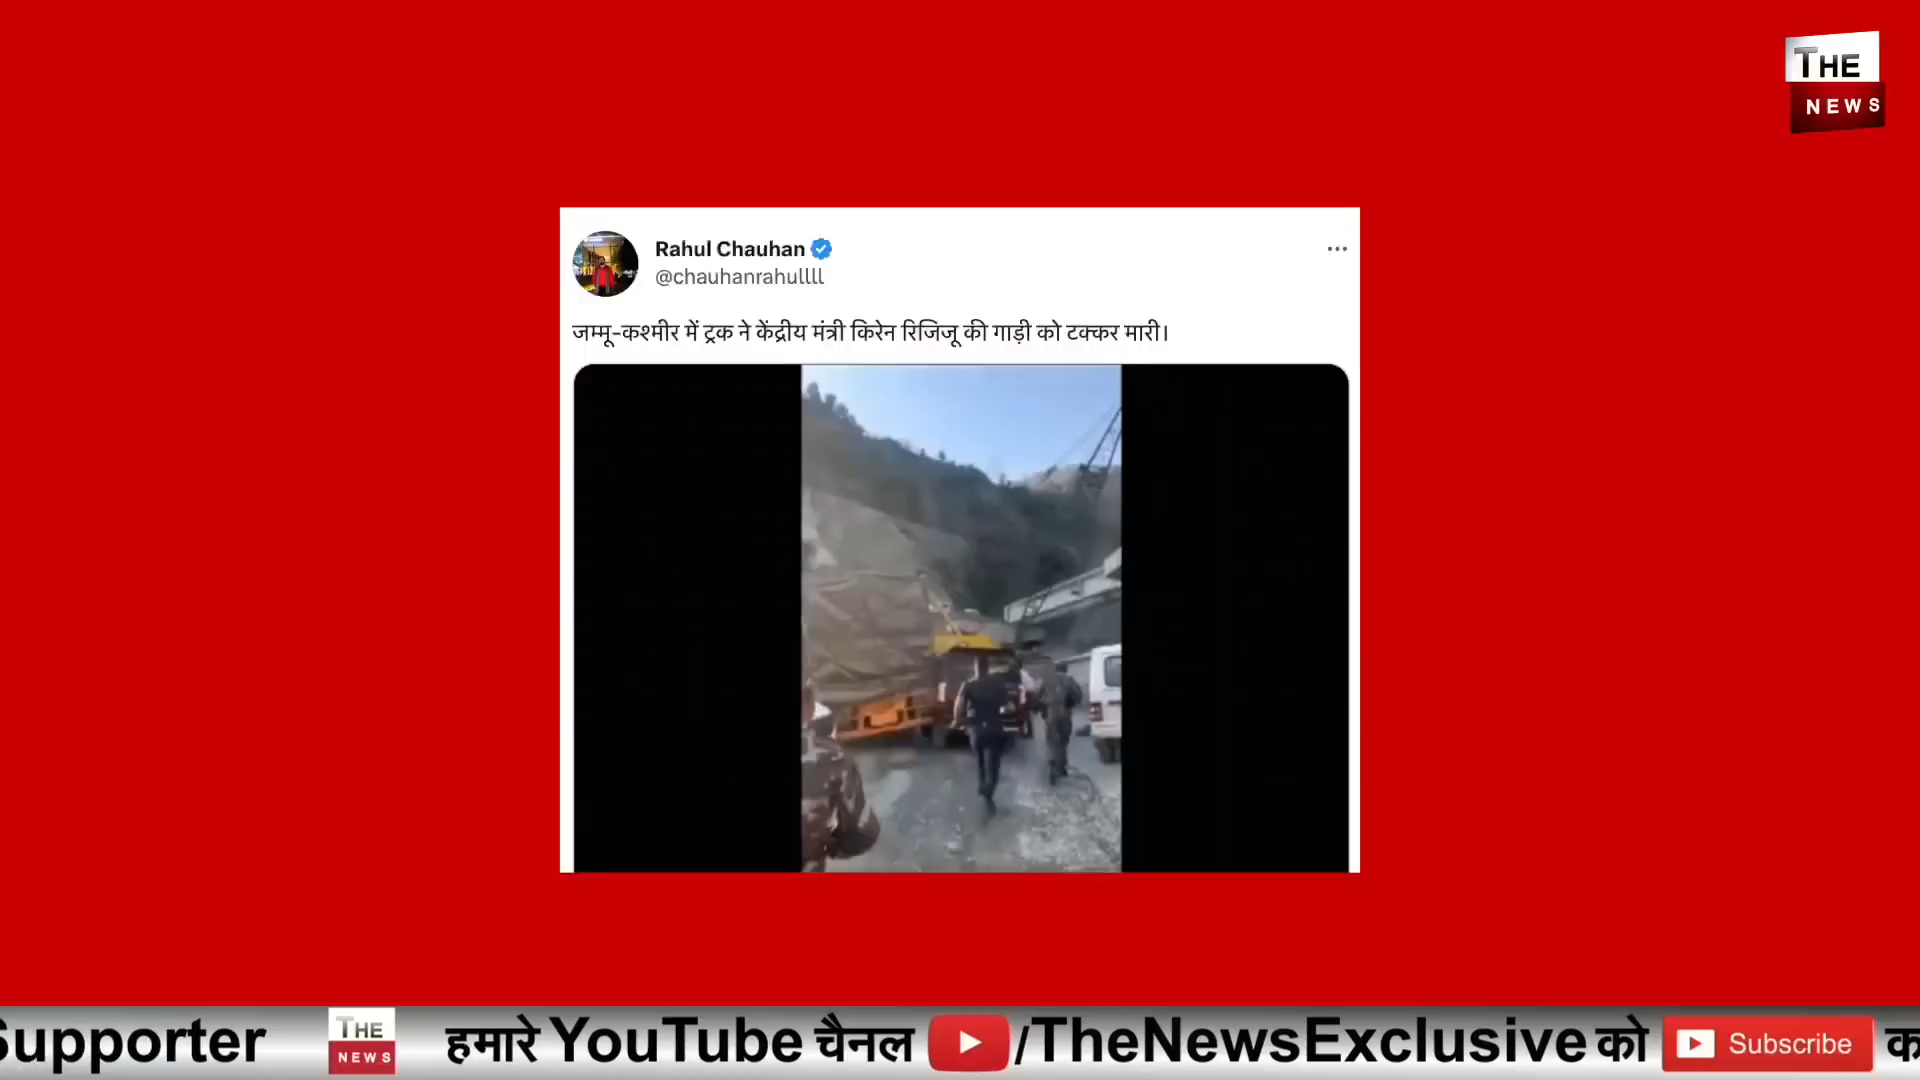 THE
NEWS
Rahul Chauhan
@chauhanrahullll
जम्मू-कश्मीर में ट्रक ने केंद्रीय मंत्री किरेन रिजिजू की गाड़ी को टक्कर मारी।
Supporter THE NEWS हमारे YouTube चैनल /TheNewsExclusive को Subscribe क